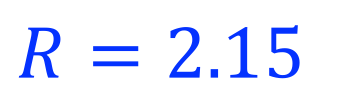 R = 2.15